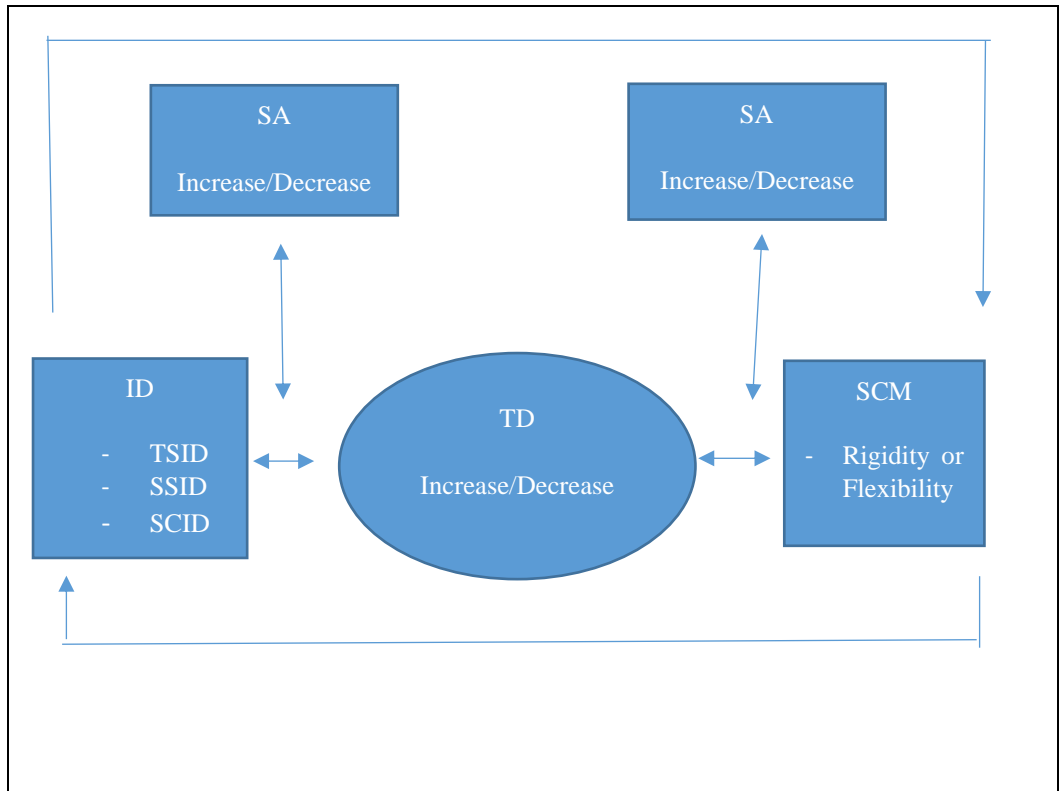 SA
Increase/Decrease
SA
Increase/Decrease
ID
- TSID
- SSID
- SCID
TD
Increase/Decrease
SCM
- Rigidity or
Flexibility